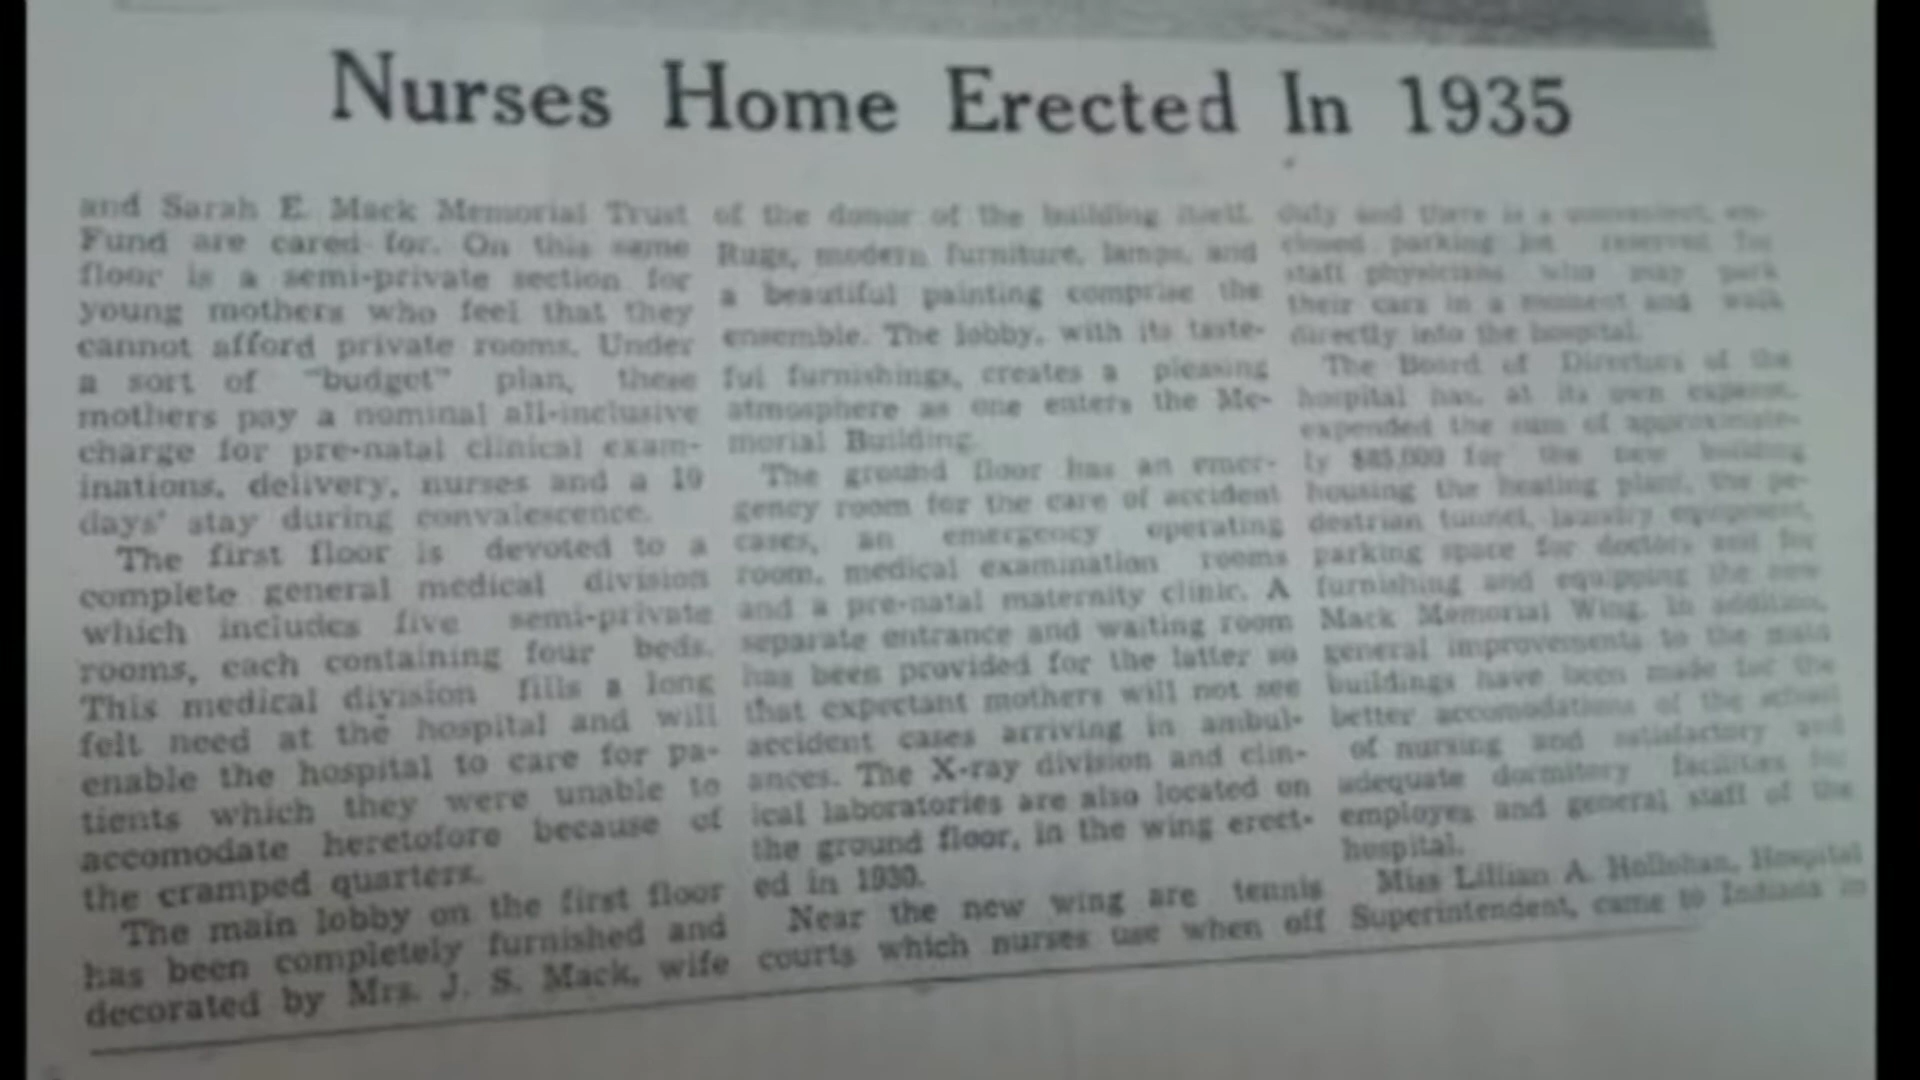 Nurses Home Erected In 1935
and Sarah E. Mack Memorial Trust
Fund are cared for. On this same
floor is a semi-private section for
young mothers who feel that they
cannot afford private rooms. Under
a sort of "budget" plan, these
mothers pay a nominal all-inclusive
charge for pre-natal clinical exam-
inations, delivery, nurses and a 10
days' stay during convalescence.
The first floor is devoted to a
complete general medical division
which includes five semi-private
rooms, each containing four beds.
This medical division fills a long
felt need at the hospital and will
enable the hospital to care for pa-
tients which they were unable to
accomodate heretofore because of
the cramped quarters.
The main lobby on the first floor
has been completely furnished and
decorated by Mrs. J. S. Mack, wife
of the donor of the building itself.
Rugs, modern furniture, lamps, and
a beautiful painting comprise the
ensemble. The lobby, with its taste-
ful furnishings, creates a pleasing
atmosphere as one enters the Me-
morial Building.
The ground floor has an emer-
gency room for the care of accident
cases, an emergency operating
room, medical examination rooms
and a pre-natal maternity clinic. A
separate entrance and waiting room
has been provided for the latter so
that expectant mothers will not see
accident cases arriving in ambul-
ances. The X-ray division and clin-
ical laboratories are also located on
the ground floor, in the wing erect-
ed in 1930.
Near the new wing are tennis
courts which nurses use when off
duty and there is a convenient, en-
closed parking lot reserved for
staff physicians who may park
their cars in a moment and walk
directly into the hospital.
The Board of Directors of the
hospital has, at its own expense,
expended the sum of approximate-
ly $85,000 for the new building
housing the heating plant, the pe-
destrian tunnel, laundry equipment,
parking space for doctors and for
furnishing and equipping the new
Mack Memorial Wing. In addition,
general improvements to the main
buildings have been made for the
better accomodations of the school
of nursing and satisfactory and
adequate dormitory facilities for
employes and general staff of the
hospital.
Miss Lillian A. Hollohan, Hospital
Superintendent, came to Indiana in